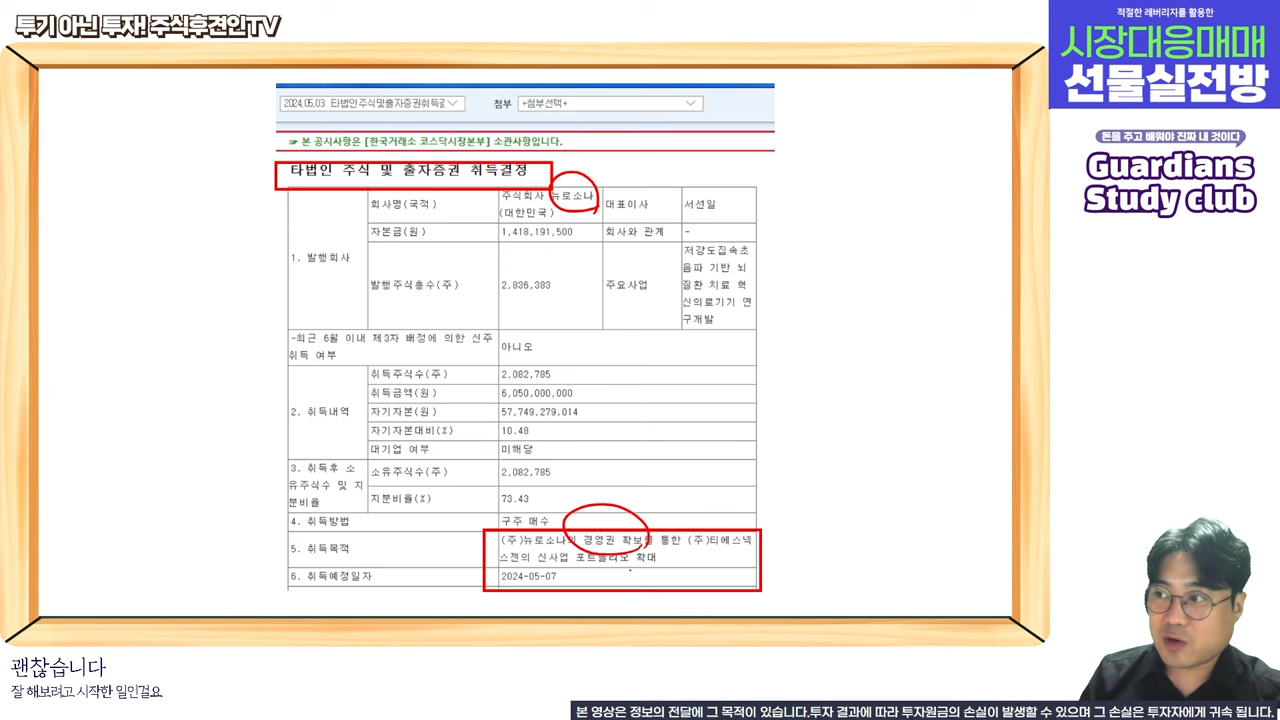 투기 아닌 투자! 주식후견인TV
적절한 레버리지를 활용한
시장대응매매
선물실전방
돈을 주고 배워야 진짜 내 것이다
Guardians
Study club
2024.05.03 타법인주식및출자증권취득결
첨부 +첨부선택+
☞ 본 공시사항은 [한국거래소 코스닥시장본부] 소관사항입니다.
타법인 주식 및 출자증권 취득결정
1. 발행회사
회사명(국적)
주식회사 뉴로소나
(대한민국)
대표이사
서선일
자본금(원)
1,418,191,500
회사와 관계
-
발행주식총수(주)
2,836,383
주요사업
저강도집속초
음파 기반 뇌
질환 치료 혁
신의료기기 연
구개발
-최근 6월 이내 제3자 배정에 의한 신주
취득 여부
아니오
2. 취득내역
취득주식수(주)
2,082,785
취득금액(원)
6,050,000,000
자기자본(원)
57,749,279,014
자기자본대비(%)
10.48
대기업 여부
미해당
3. 취득후 소
유주식수 및 지
분비율
소유주식수(주)
2,082,785
지분비율(%)
73.43
4. 취득방법
구주 매수
5. 취득목적
(주)뉴로소나의 경영권 확보를 통한 (주)티에스넥
스젠의 신사업 포트폴리오 확대
6. 취득예정일자
2024-05-07
괜찮습니다
잘 해보려고 시작한 일인걸요
본 영상은 정보의 전달에 그 목적이 있습니다.투자 결과에 따라 투자원금의 손실이 발생할 수 있으며 그 손실은 투자자에게 귀속 됩니다.